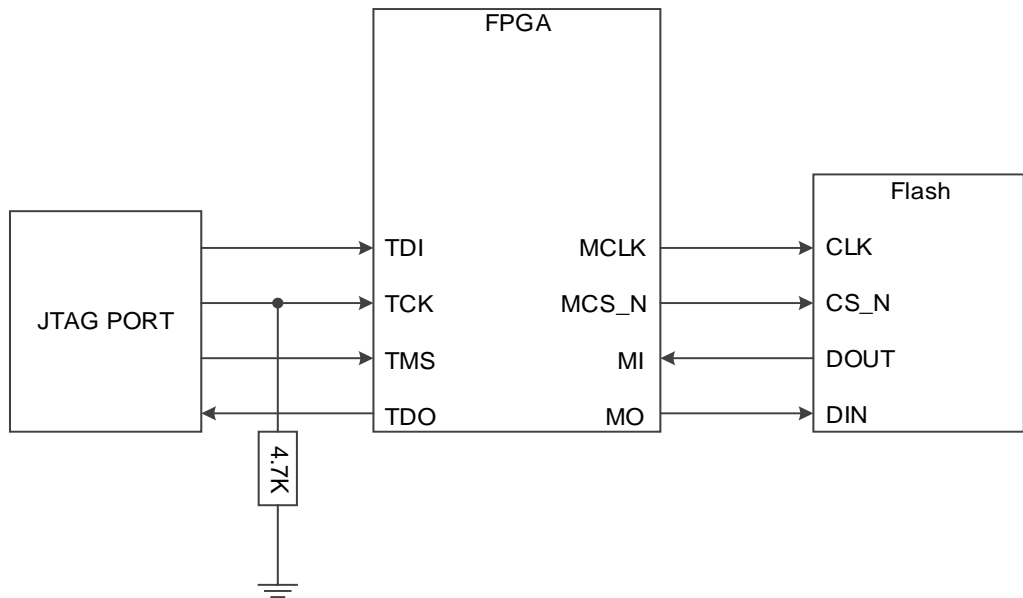 FPGA
Flash
JTAG PORT
TDI
MCLK
CLK
TCK
MCS_N
CS_N
TMS
MI
DOUT
TDO
MO
DIN
4.7K